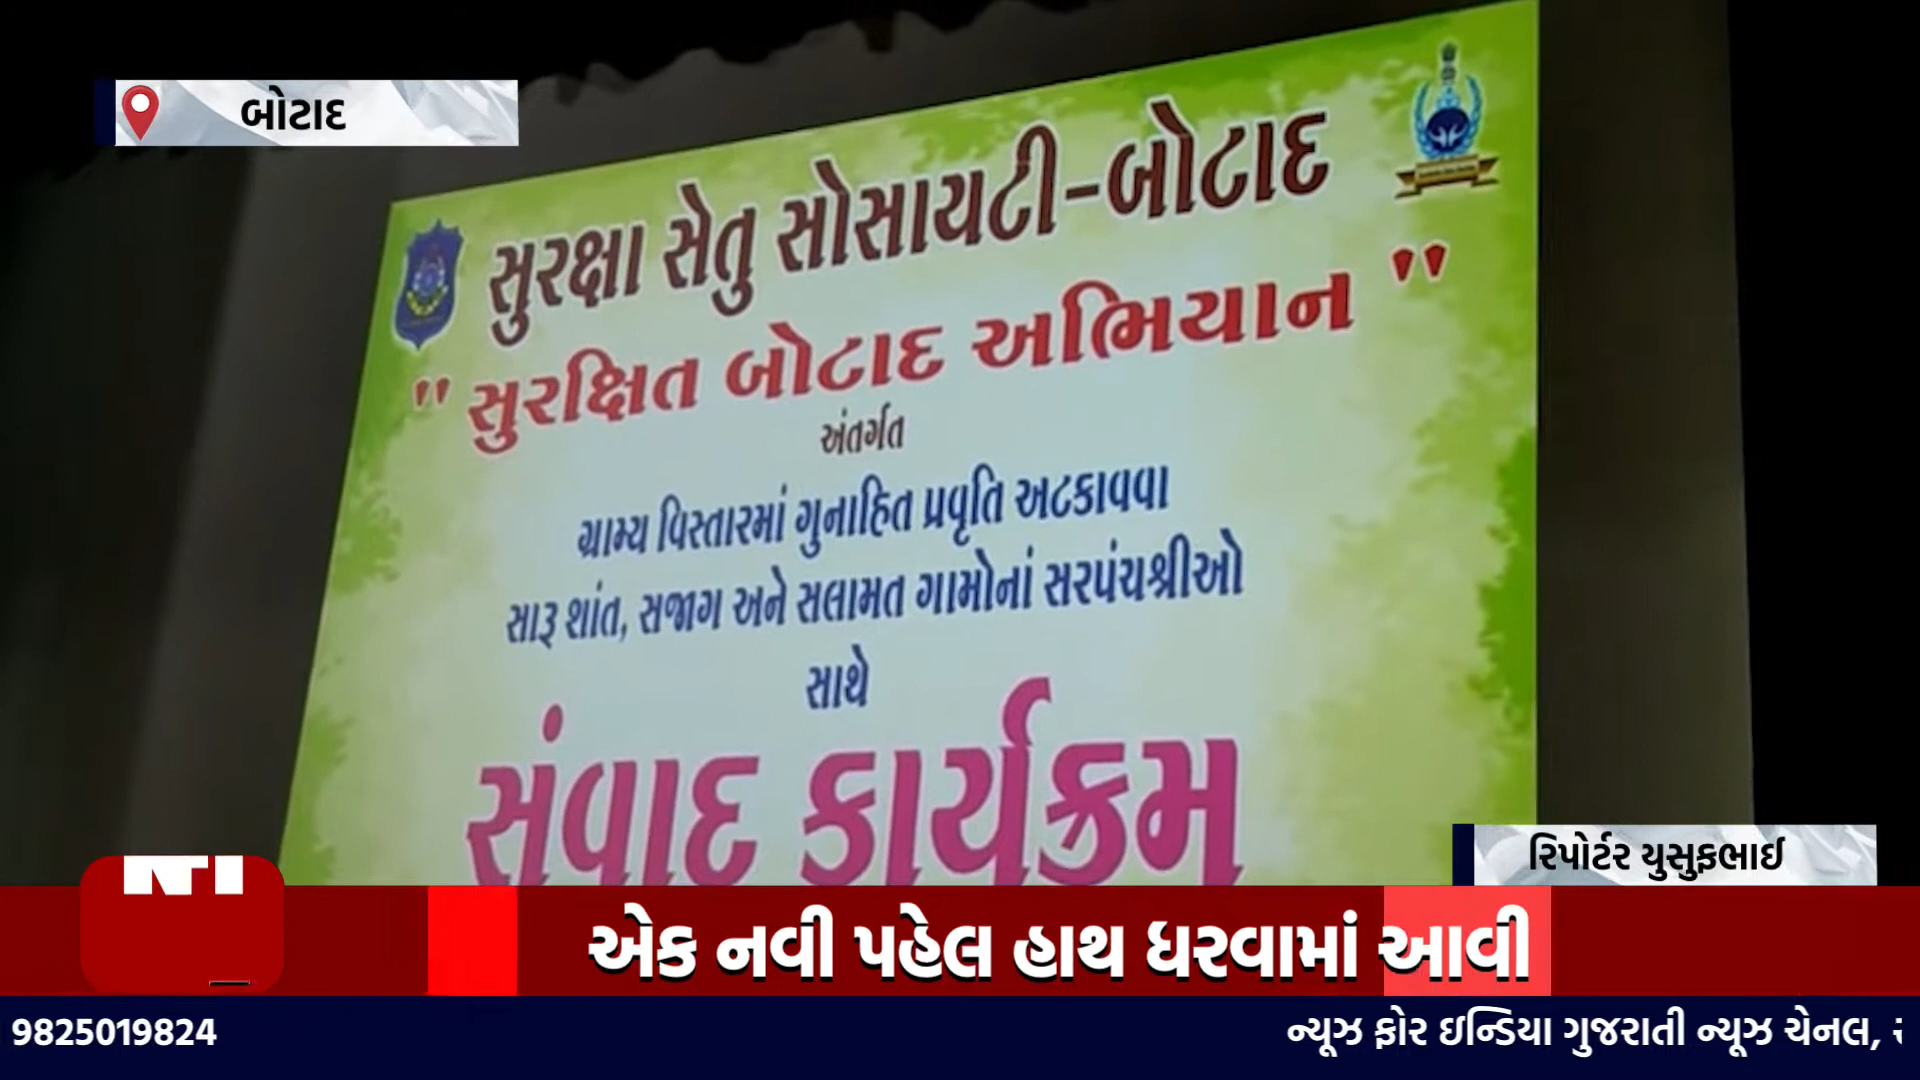 બોટાદ
સુરક્ષા સેતુ સોસાયટી-બોટાદ
" સુરક્ષિત બોટાદ અભિયાન "
અંતર્ગત
ગ્રામ્ય વિસ્તારમાં ગુનાહિત પ્રવૃતિ અટકાવવા
સારૂ શાંત, સજાગ અને સલામત ગામોનાં સરપંચશ્રીઓ
સાથે
સંવાદ કાર્યક્રમ
રિપોર્ટર યુસુફભાઈ
એક નવી પહેલ હાથ ધરવામાં આવી
9825019824
ન્યૂઝ ફોર ઇન્ડિયા ગુજરાતી ન્યૂઝ ચેનલ,